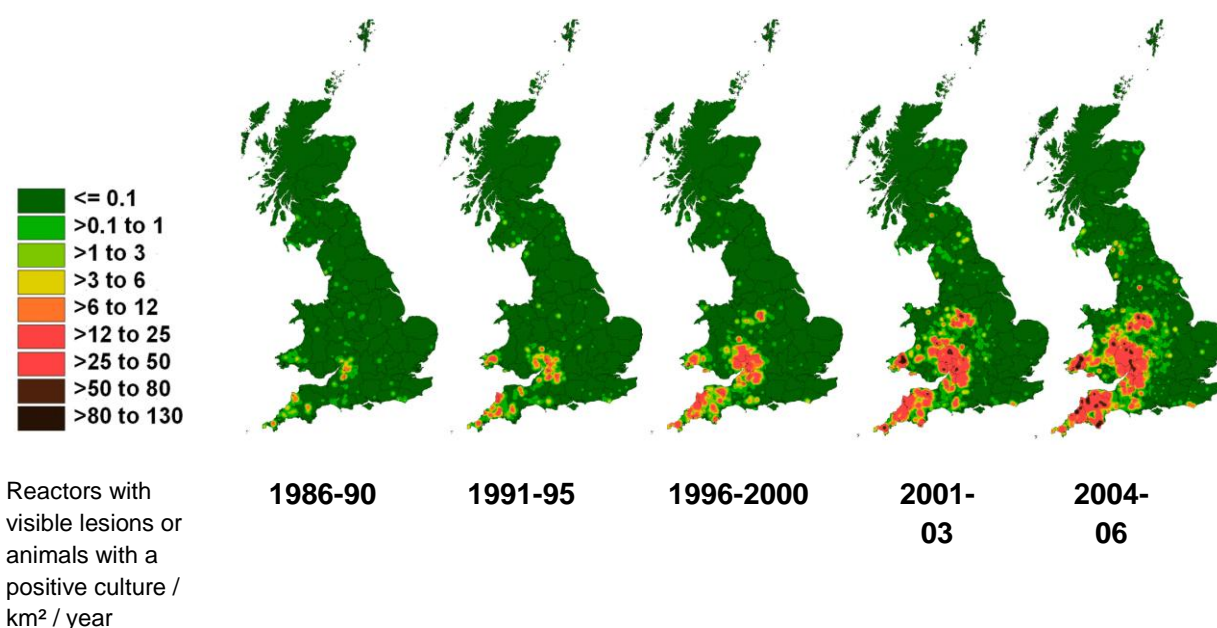 <= 0.1
>0.1 to 1
>1 to 3
>3 to 6
>6 to 12
>12 to 25
>25 to 50
>50 to 80
>80 to 130
Reactors with
visible lesions or
animals with a
positive culture /
km² / year
1986-90
1991-95
1996-2000
2001-
03
2004-
06